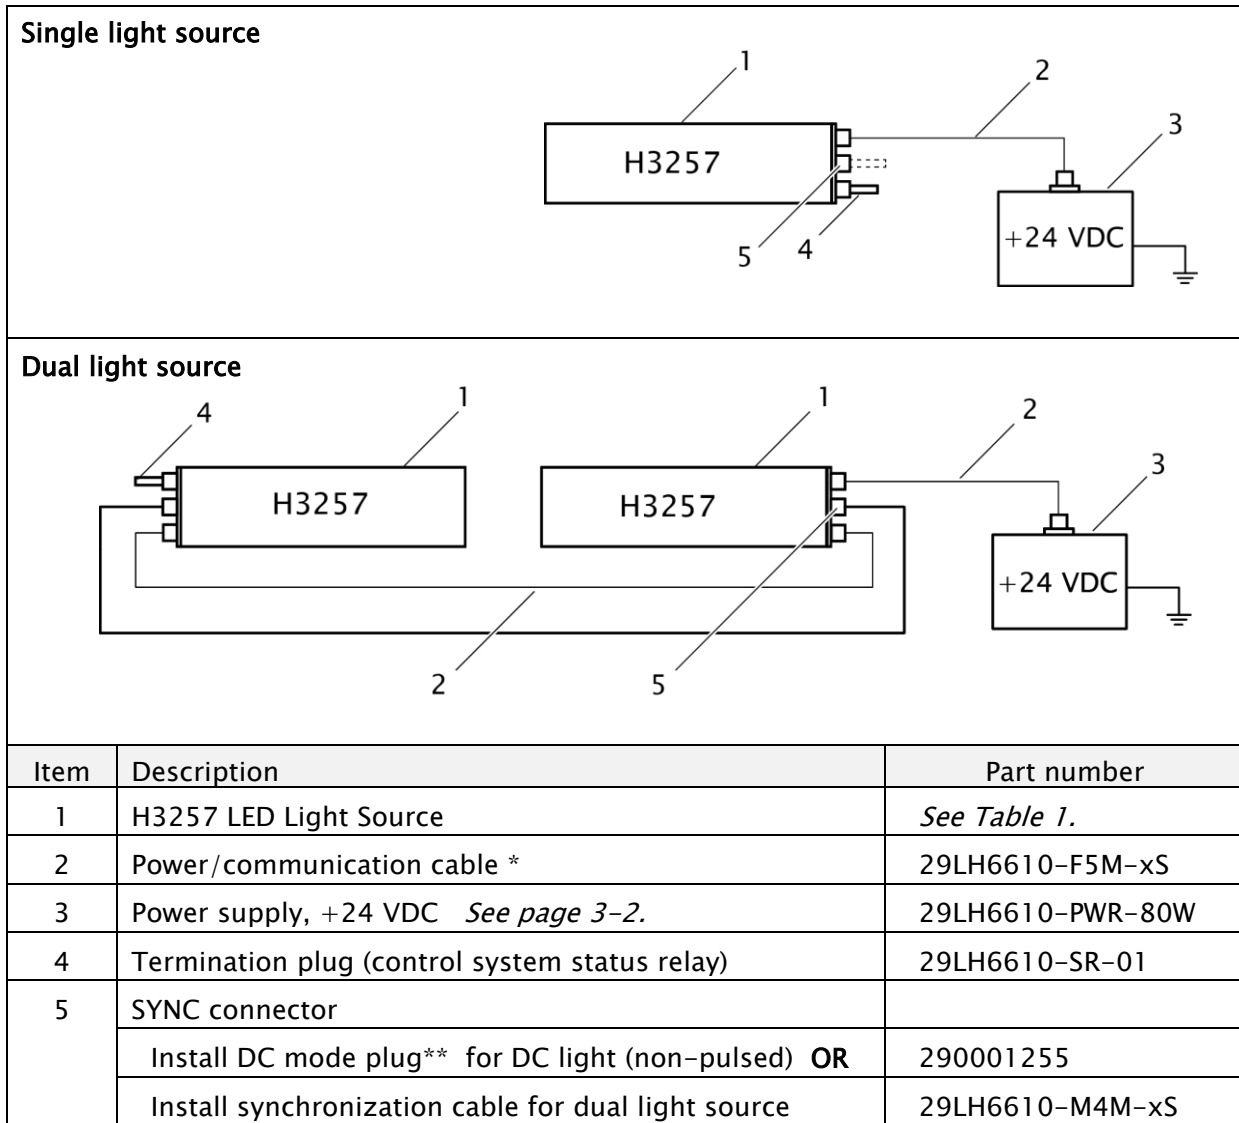 Single light source
1
2
3
H3257
+24 VDC
5
4
Dual light source
4
1
1
2
3
H3257
H3257
+24 VDC
2
5
Item Description Part number
1 H3257 LED Light Source See Table 1.
2 Power/communication cable * 29LH6610-F5M-xS
3 Power supply, +24 VDC See page 3-2. 29LH6610-PWR-80W
4 Termination plug (control system status relay) 29LH6610-SR-01
5 SYNC connector
Install DC mode plug** for DC light (non-pulsed) OR 290001255
Install synchronization cable for dual light source 29LH6610-M4M-xS